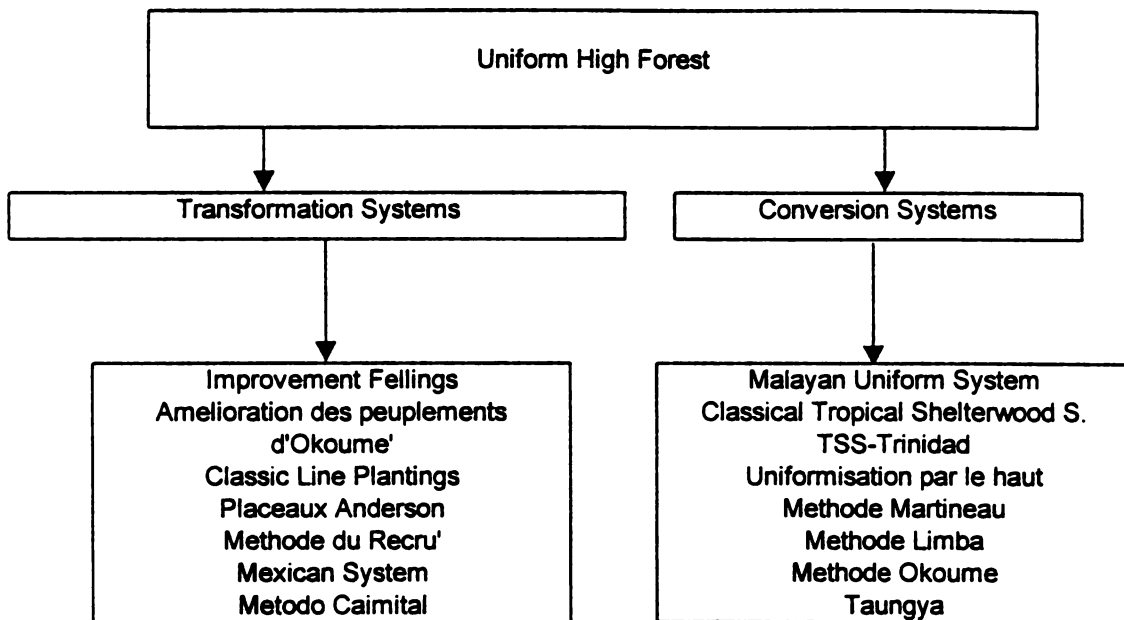 Uniform High Forest
Transformation Systems
Conversion Systems
Improvement Fellings
Amelioration des peuplements
d'Okoume'
Classic Line Plantings
Placeaux Anderson
Methode du Recru'
Mexican System
Metodo Caimital
Malayan Uniform System
Classical Tropical Shelterwood S.
TSS-Trinidad
Uniformisation par le haut
Methode Martineau
Methode Limba
Methode Okoume
Taungya